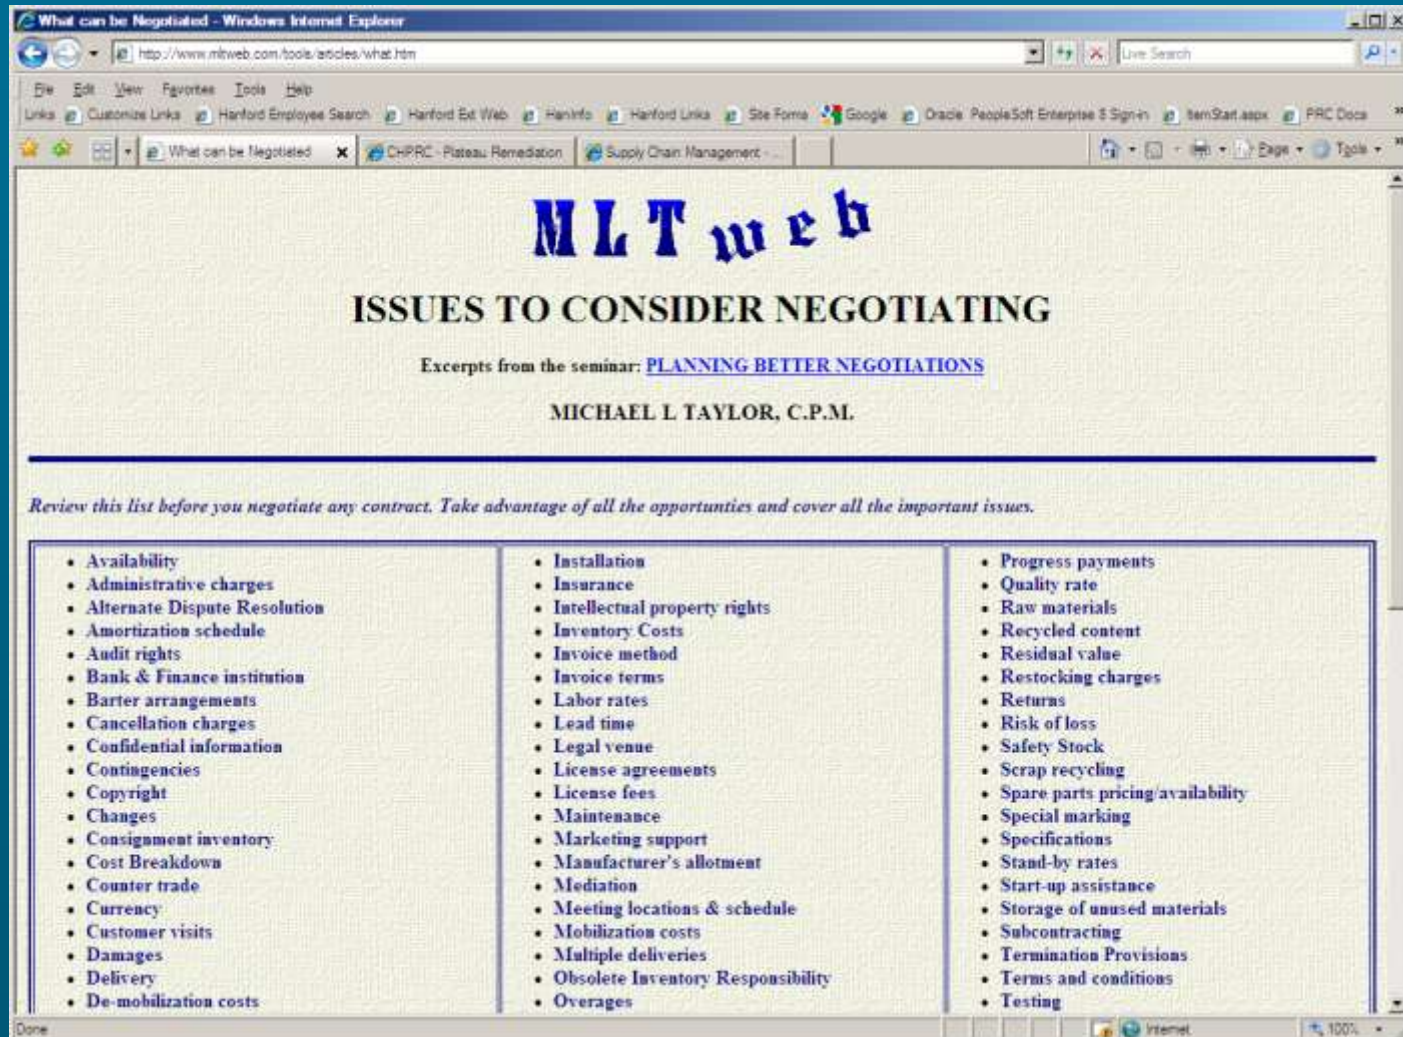 What can be Negotiated - Windows Internet Explorer
http://www.mltweb.com/tools/articles/what.htm
Live Search
File Edit View Favorites Tools Help
Links Customize Links Hanford Employee Search Hanford Ext Web HanInfo Hanford Links Site Forms Google Oracle PeopleSoft Enterprise 8 Sign-in ItemStart.aspx PRC Docs
What can be Negotiated CHPRC - Plateau Remediation Supply Chain Management - ... Page Tools
MLTweb
ISSUES TO CONSIDER NEGOTIATING
Excerpts from the seminar: PLANNING BETTER NEGOTIATIONS
MICHAEL L TAYLOR, C.P.M.
Review this list before you negotiate any contract. Take advantage of all the opportunties and cover all the important issues.
• Availability
• Administrative charges
• Alternate Dispute Resolution
• Amortization schedule
• Audit rights
• Bank & Finance institution
• Barter arrangements
• Cancellation charges
• Confidential information
• Contingencies
• Copyright
• Changes
• Consignment inventory
• Cost Breakdown
• Counter trade
• Currency
• Customer visits
• Damages
• Delivery
• De-mobilization costs
• Installation
• Insurance
• Intellectual property rights
• Inventory Costs
• Invoice method
• Invoice terms
• Labor rates
• Lead time
• Legal venue
• License agreements
• License fees
• Maintenance
• Marketing support
• Manufacturer's allotment
• Mediation
• Meeting locations & schedule
• Mobilization costs
• Multiple deliveries
• Obsolete Inventory Responsibility
• Overages
• Progress payments
• Quality rate
• Raw materials
• Recycled content
• Residual value
• Restocking charges
• Returns
• Risk of loss
• Safety Stock
• Scrap recycling
• Spare parts pricing/availability
• Special marking
• Specifications
• Stand-by rates
• Start-up assistance
• Storage of unused materials
• Subcontracting
• Termination Provisions
• Terms and conditions
• Testing
Done Internet 100%